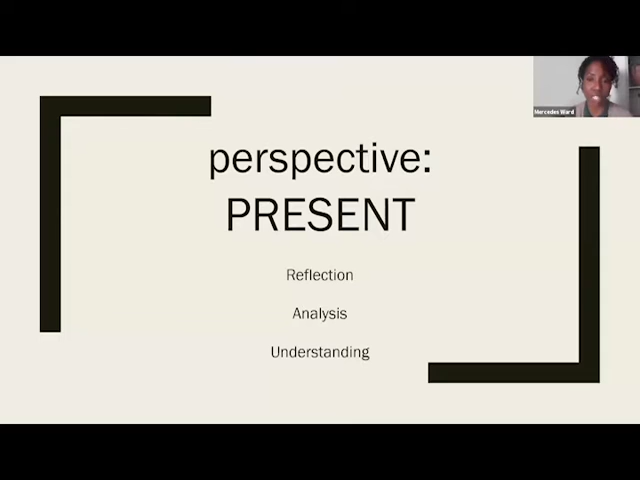 Mercedes Ward
perspective:
PRESENT
Reflection
Analysis
Understanding